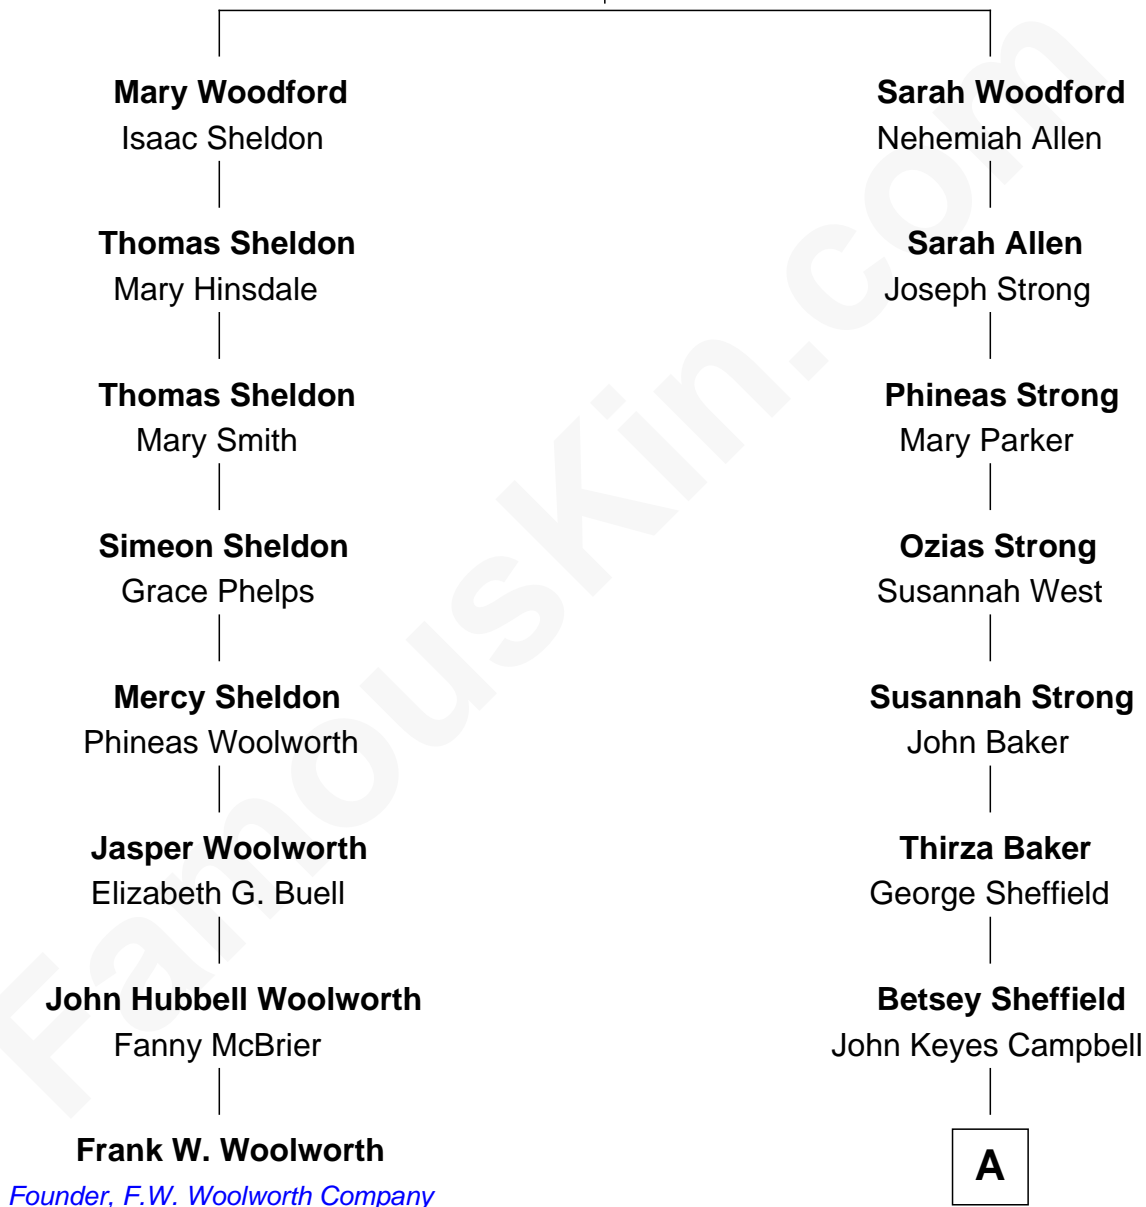 Mary Woodford
Isaac Sheldon
Thomas Sheldon
Mary Hinsdale
Thomas Sheldon
Mary Smith
Simeon Sheldon
Grace Phelps
Mercy Sheldon
Phineas Woolworth
Jasper Woolworth
Elizabeth G. Buell
John Hubbell Woolworth
Fanny McBrier
Frank W. Woolworth
Founder, F.W. Woolworth Company
Sarah Woodford
Nehemiah Allen
Sarah Allen
Joseph Strong
Phineas Strong
Mary Parker
Ozias Strong
Susannah West
Susannah Strong
John Baker
Thirza Baker
George Sheffield
Betsey Sheffield
John Keyes Campbell
A
FamousKin.com